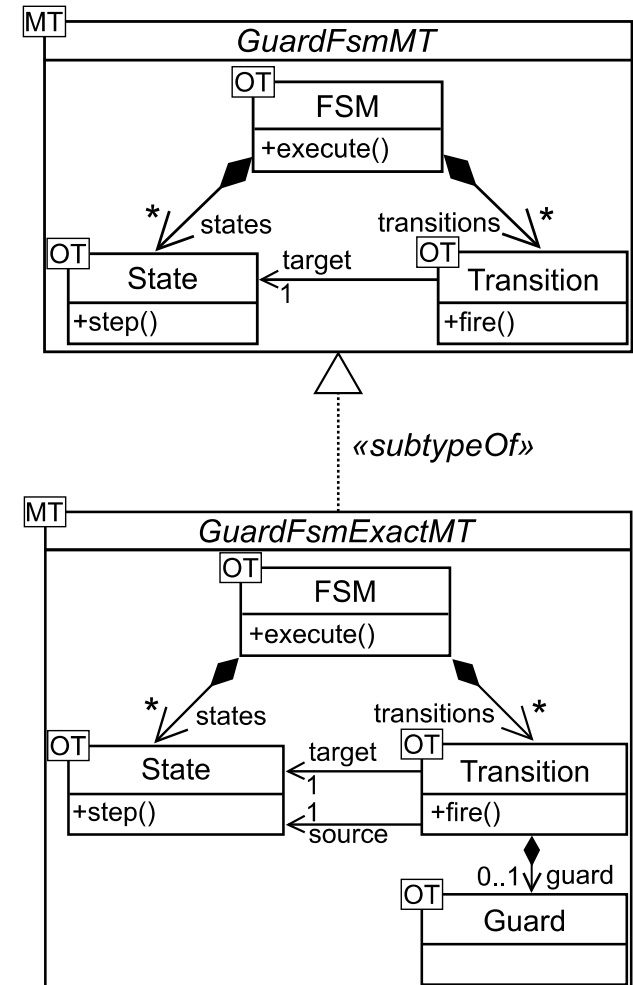 MT
GuardFsmMT
OT
FSM
+execute()
* states
transitions *
OT
State
+step()
target
1
OT
Transition
+fire()
«subtypeOf»
MT
GuardFsmExactMT
OT
FSM
+execute()
* states
transitions *
OT
State
+step()
target
1
1
source
OT
Transition
+fire()
0..1 guard
OT
Guard